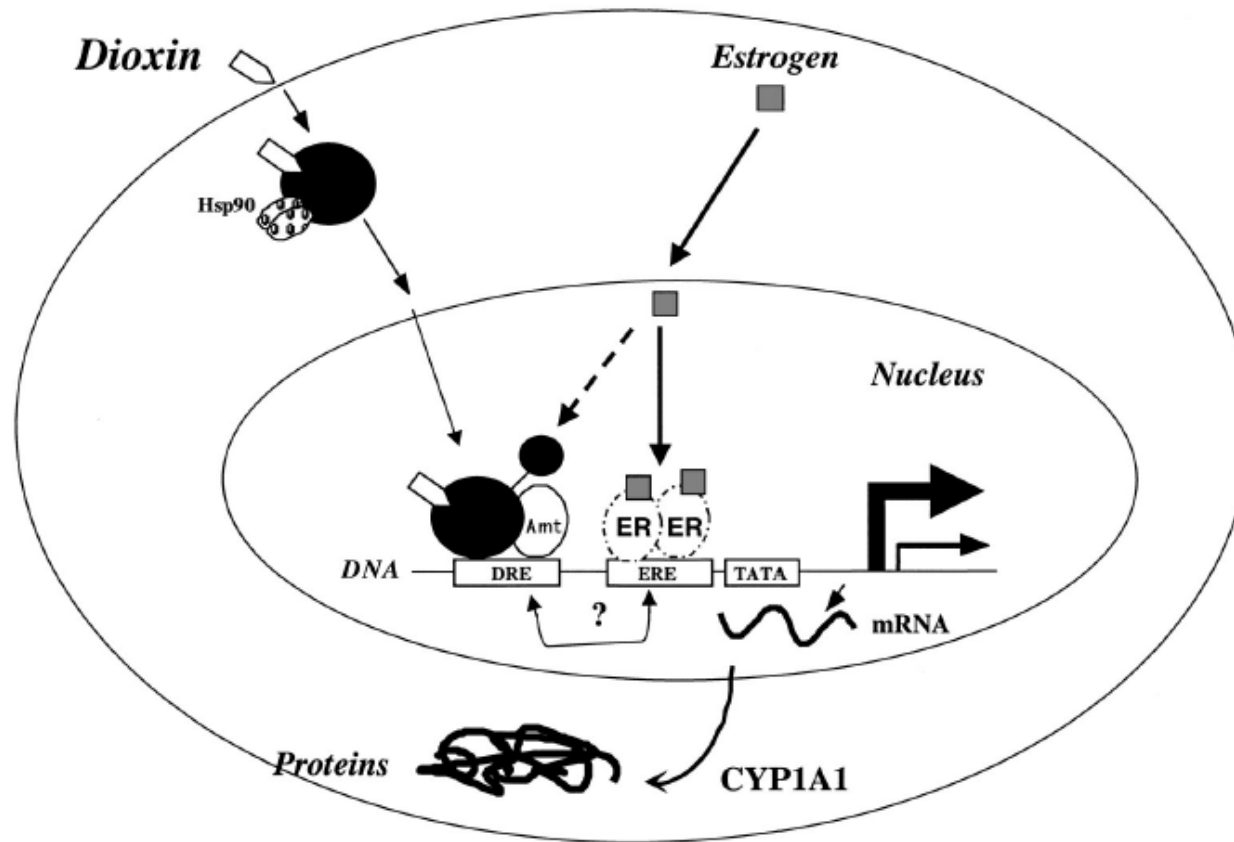 Dioxin
Estrogen
Hsp90
Nucleus
Amt
ER ER
DNA
DRE
ERE
TATA
?
mRNA
Proteins
CYP1A1